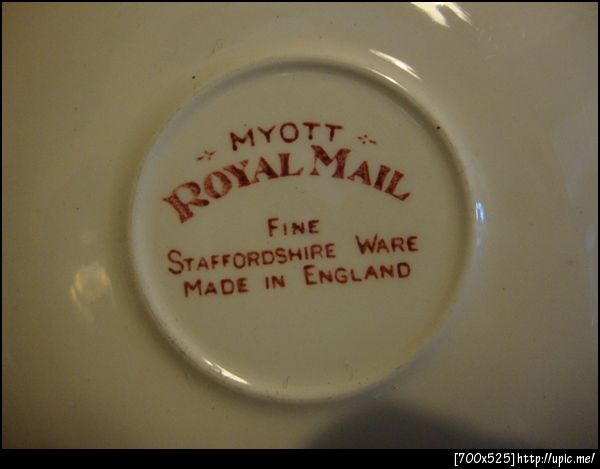 MYOTT
ROYAL MAIL
FINE
STAFFORDSHIRE WARE
MADE IN ENGLAND
[700x525]http://upic.me/